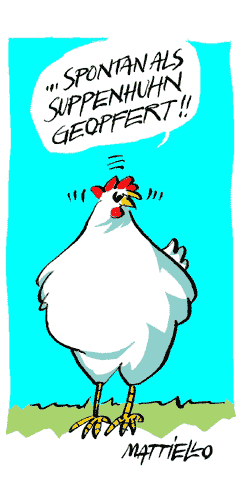 ... SPONTAN ALS
SUPPENHUHN
GEOPFERT!!
MATTIELLO